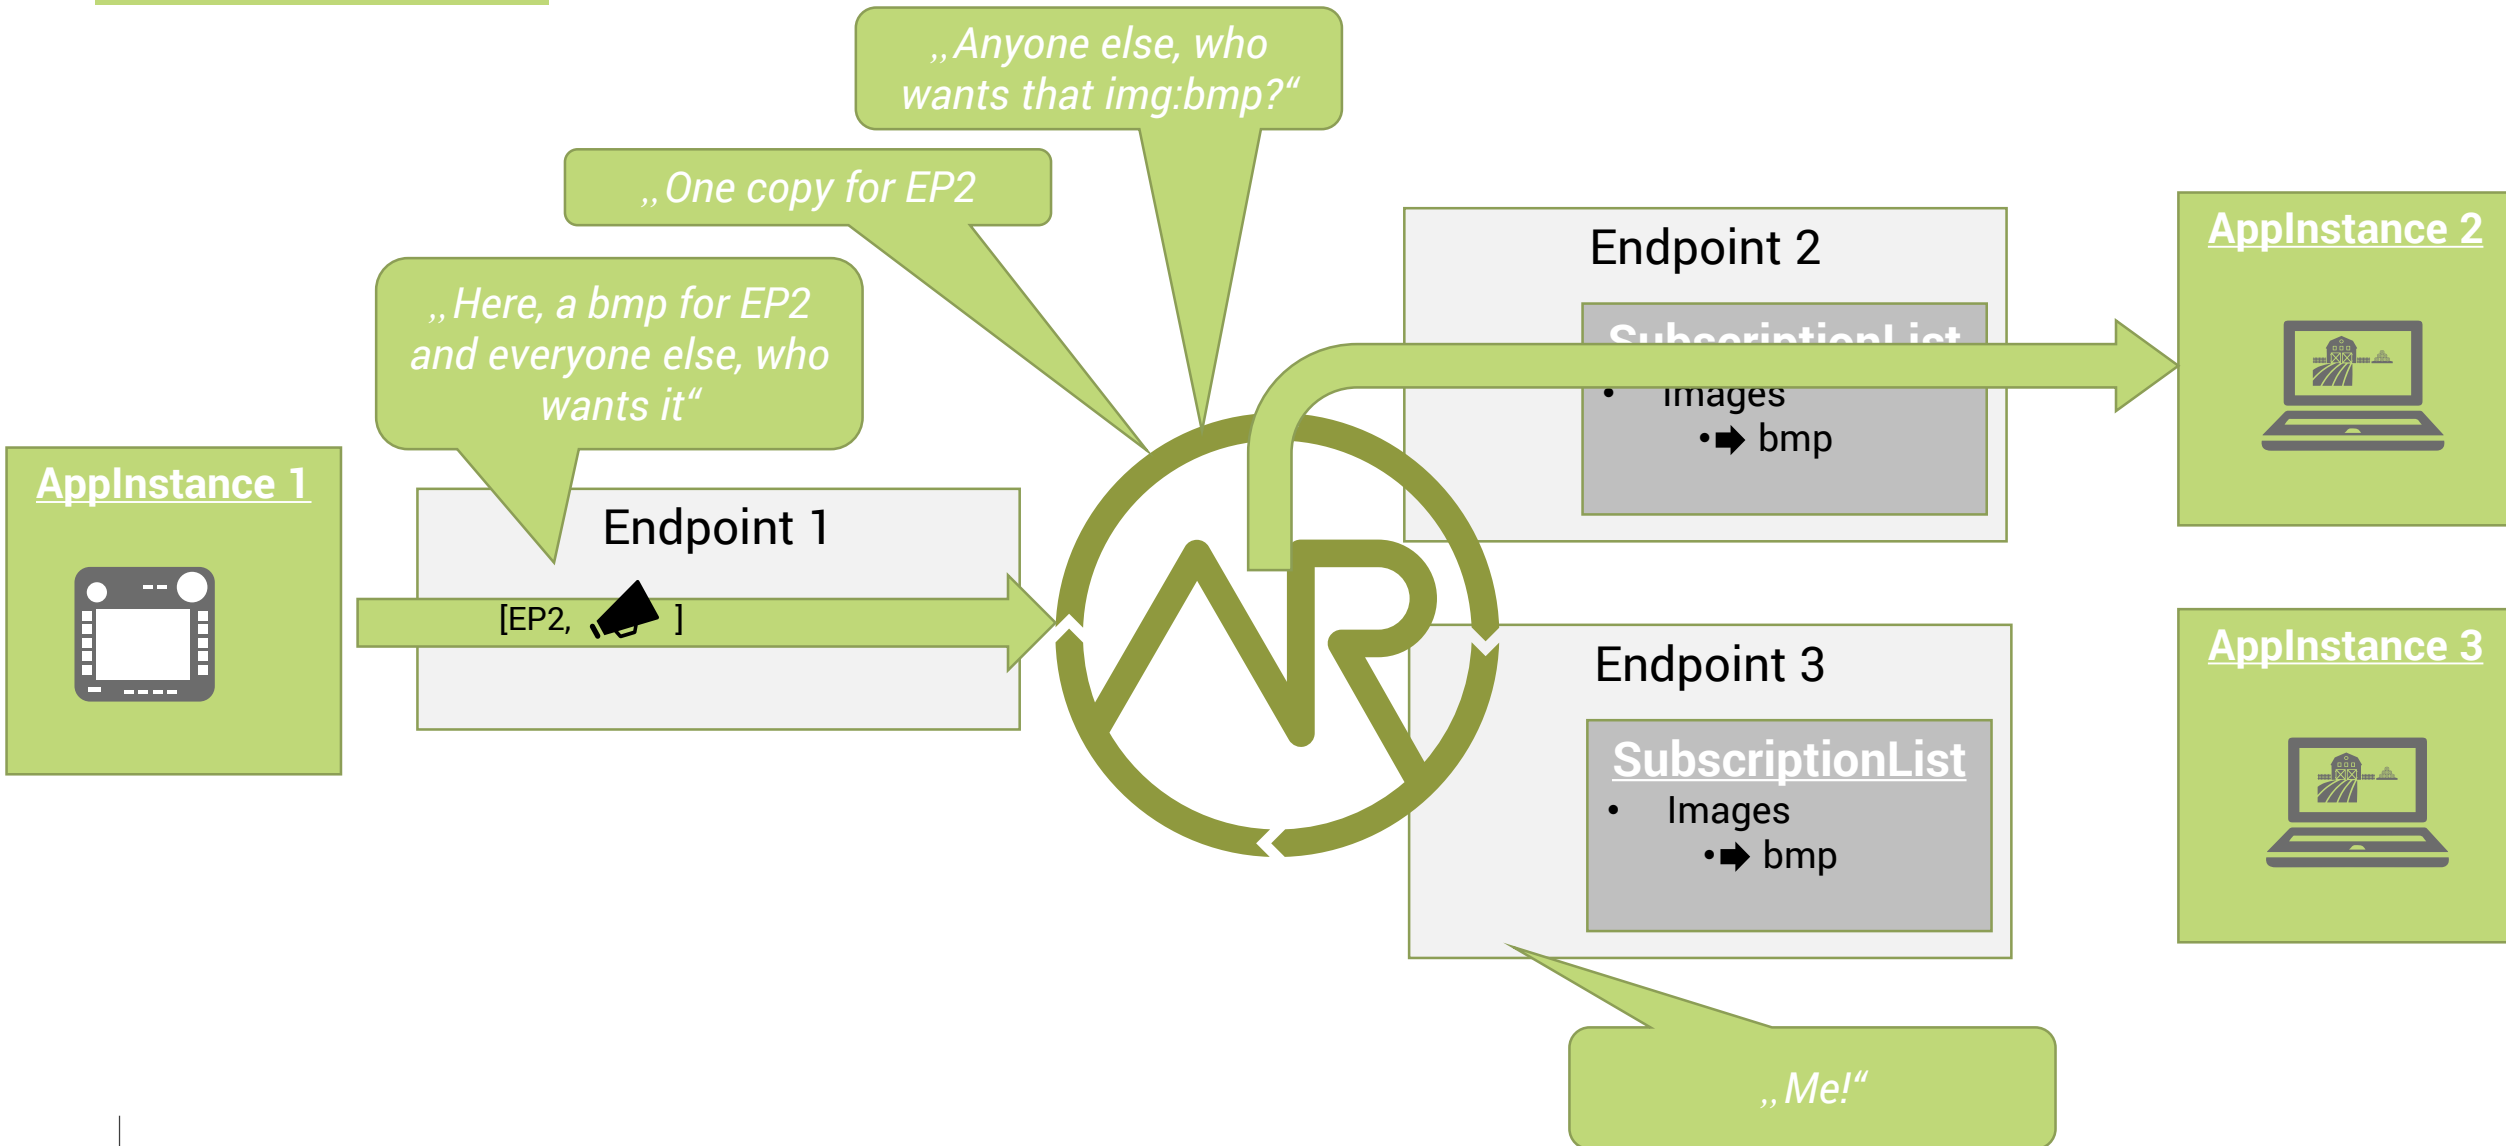 „Anyone else, who
wants that img:bmp?“
„One copy for EP2
„Here, a bmp for EP2
and everyone else, who
wants it“
AppInstance 1
Endpoint 1
[EP2, ]
Endpoint 2
SubscriptionList
• Images
• bmp
AppInstance 2
Endpoint 3
SubscriptionList
• Images
• bmp
AppInstance 3
„Me!“